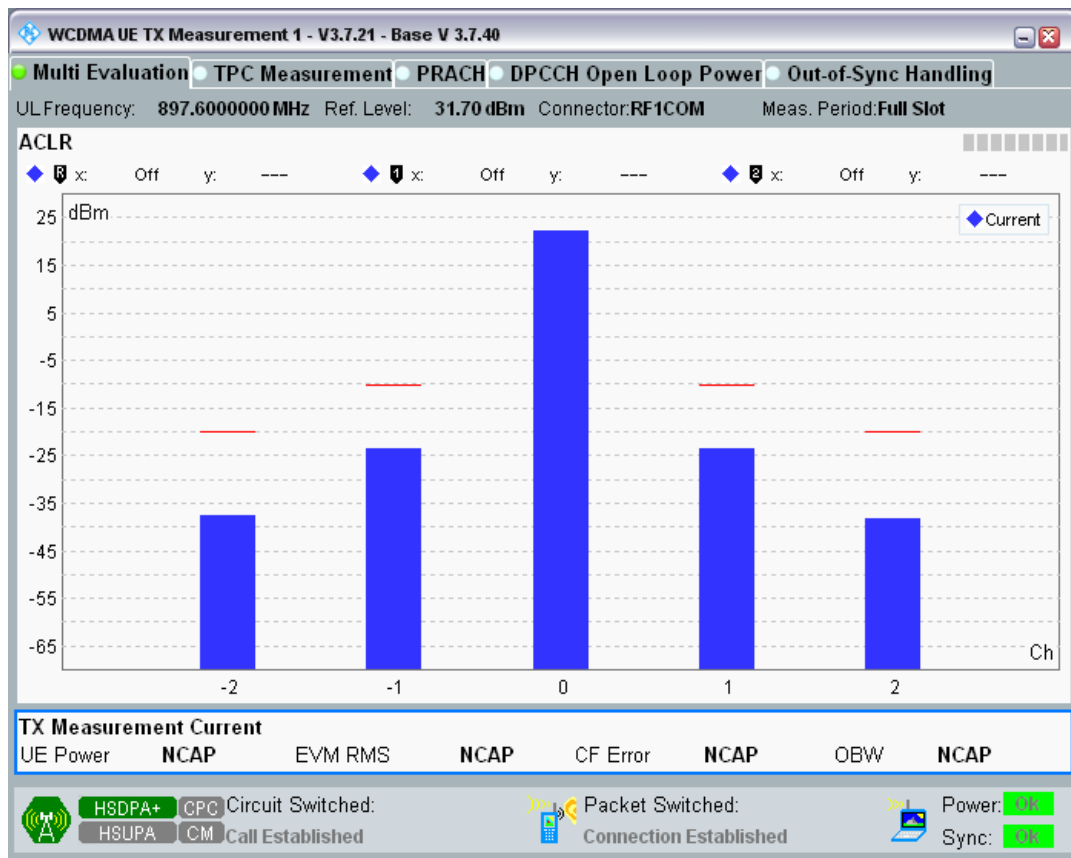 WCDMA UE TX Measurement 1 - V3.7.21 - Base V 3.7.40
Multi Evaluation TPC Measurement PRACH DPCCH Open Loop Power Out-of-Sync Handling
UL Frequency: 897.6000000 MHz Ref. Level: 31.70 dBm Connector: RF1COM Meas. Period: Full Slot
ACLR
R x: Off y: --- 1 x: Off y: --- 2 x: Off y: ---
dBm
Current
25
15
5
-5
-15
-25
-35
-45
-55
-65
Ch
-2 -1 0 1 2
TX Measurement Current
UE Power NCAP EVM RMS NCAP CF Error NCAP OBW NCAP
HSDPA+ CPC Circuit Switched: Packet Switched: Power: OK
HSUPA CM Call Established Connection Established Sync: OK